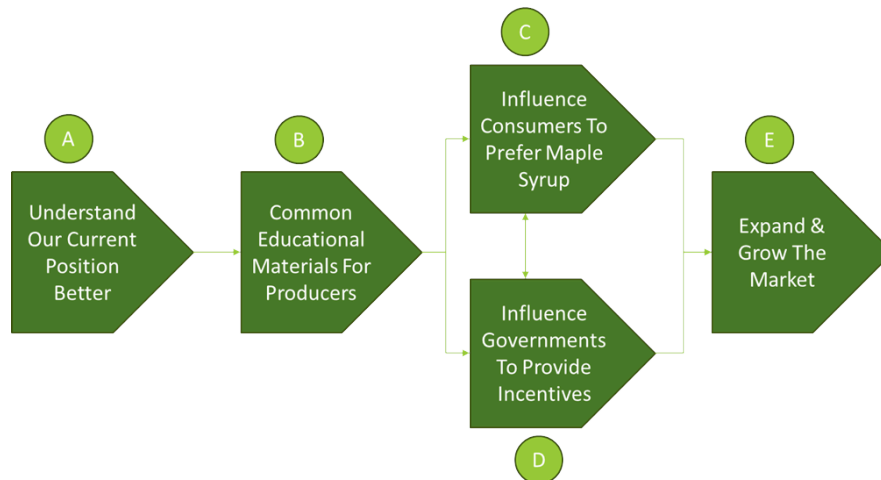 A
Understand
Our Current
Position
Better
B
Common
Educational
Materials For
Producers
C
Influence
Consumers To
Prefer Maple
Syrup
Influence
Governments
To Provide
Incentives
D
E
Expand &
Grow The
Market